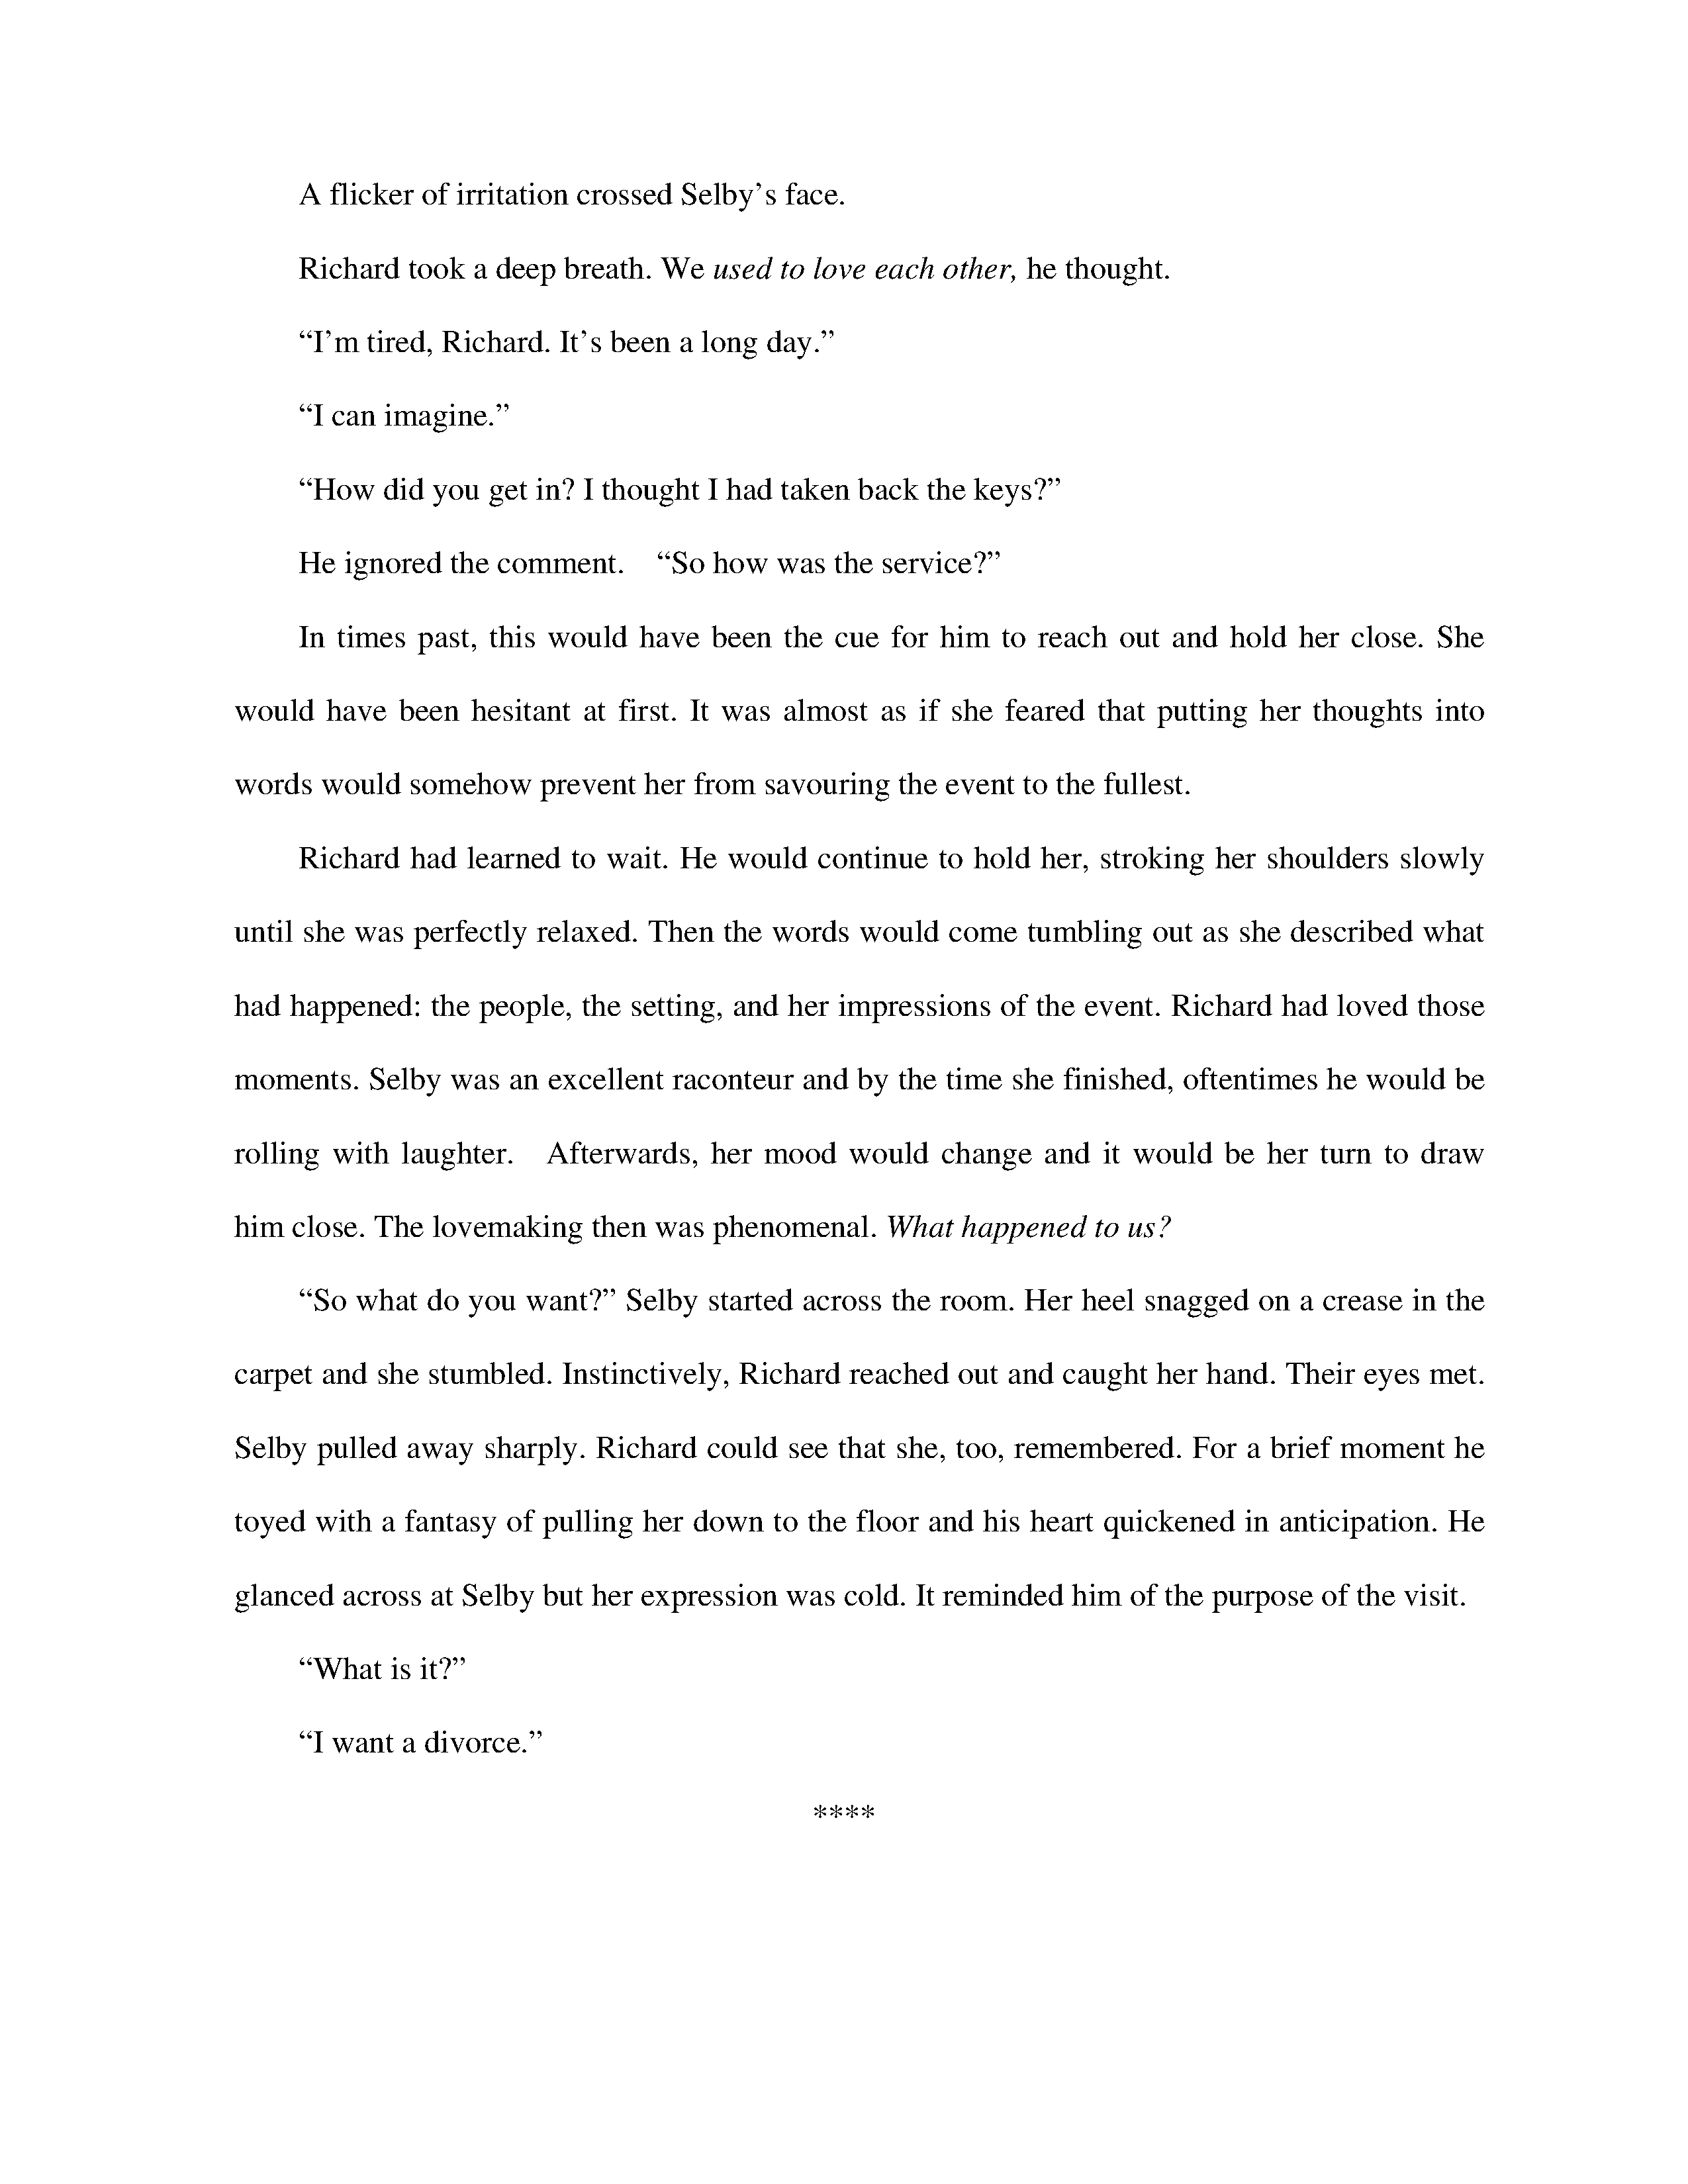 A flicker of irritation crossed Selby’s face.
Richard took a deep breath. We used to love each other, he thought.
“I’m tired, Richard. It’s been a long day.”
“I can imagine.”
“How did you get in? I thought I had taken back the keys?”
He ignored the comment. “So how was the service?”
In times past, this would have been the cue for him to reach out and hold her close. She
would have been hesitant at first. It was almost as if she feared that putting her thoughts into
words would somehow prevent her from savouring the event to the fullest.
Richard had learned to wait. He would continue to hold her, stroking her shoulders slowly
until she was perfectly relaxed. Then the words would come tumbling out as she described what
had happened: the people, the setting, and her impressions of the event. Richard had loved those
moments. Selby was an excellent raconteur and by the time she finished, oftentimes he would be
rolling with laughter. Afterwards, her mood would change and it would be her turn to draw
him close. The lovemaking then was phenomenal. What happened to us?
“So what do you want?” Selby started across the room. Her heel snagged on a crease in the
carpet and she stumbled. Instinctively, Richard reached out and caught her hand. Their eyes met.
Selby pulled away sharply. Richard could see that she, too, remembered. For a brief moment he
toyed with a fantasy of pulling her down to the floor and his heart quickened in anticipation. He
glanced across at Selby but her expression was cold. It reminded him of the purpose of the visit.
“What is it?”
“I want a divorce.”
****